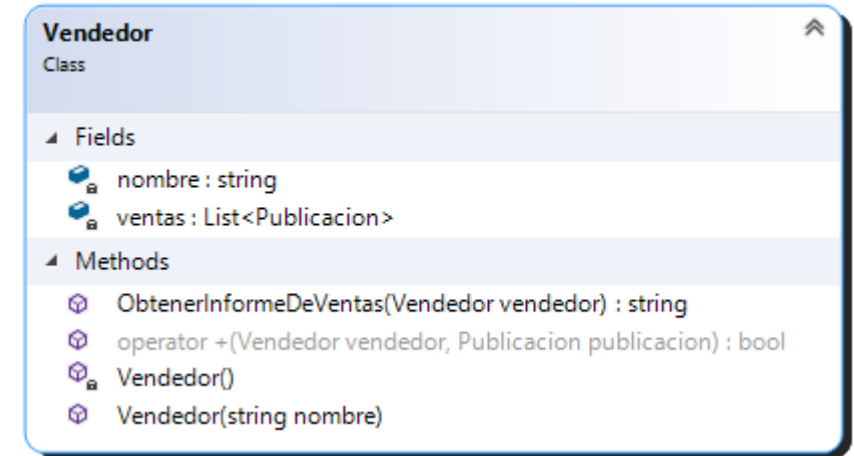 Vendedor
Class
Fields
nombre : string
ventas : List<Publicacion>
Methods
ObtenerInformeDeVentas(Vendedor vendedor) : string
operator +(Vendedor vendedor, Publicacion publicacion) : bool
Vendedor()
Vendedor(string nombre)